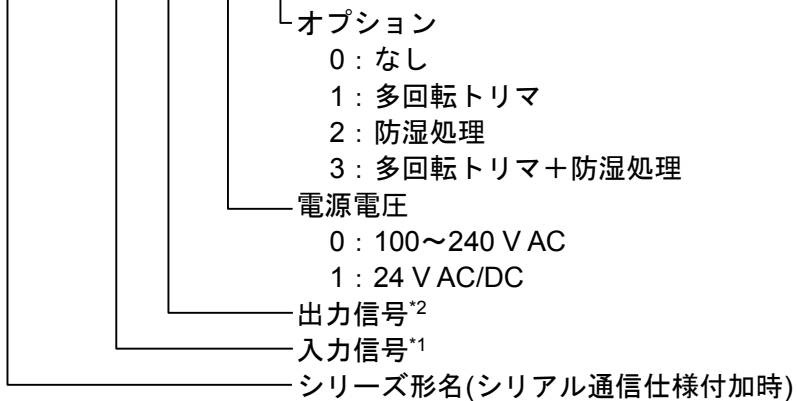 オプション
0：なし
1：多回転トリマ
2：防湿処理
3：多回転トリマ＋防湿処理
電源電圧
0：100～240 V AC
1：24 V AC/DC
出力信号*2
入力信号*1
シリーズ形名(シリアル通信仕様付加時)